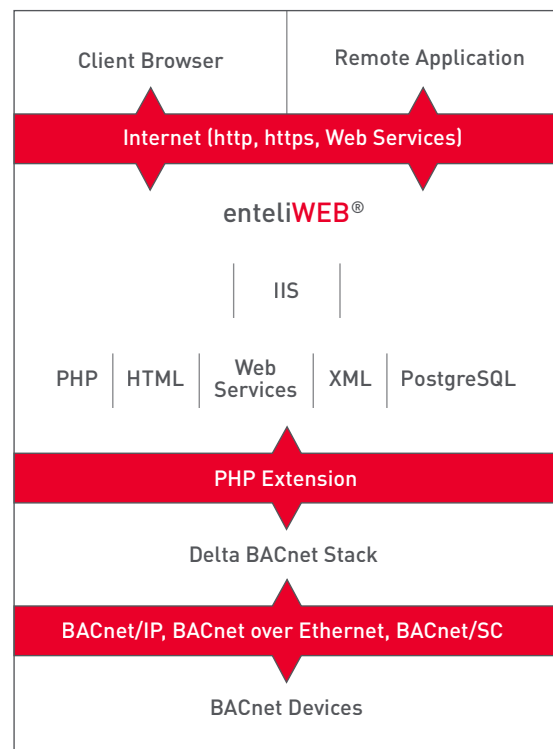 Client Browser
Remote Application
Internet (http, https, Web Services)
enteliWEB®
IIS
PHP
HTML
Web
Services
XML
PostgreSQL
PHP Extension
Delta BACnet Stack
BACnet/IP, BACnet over Ethernet, BACnet/SC
BACnet Devices